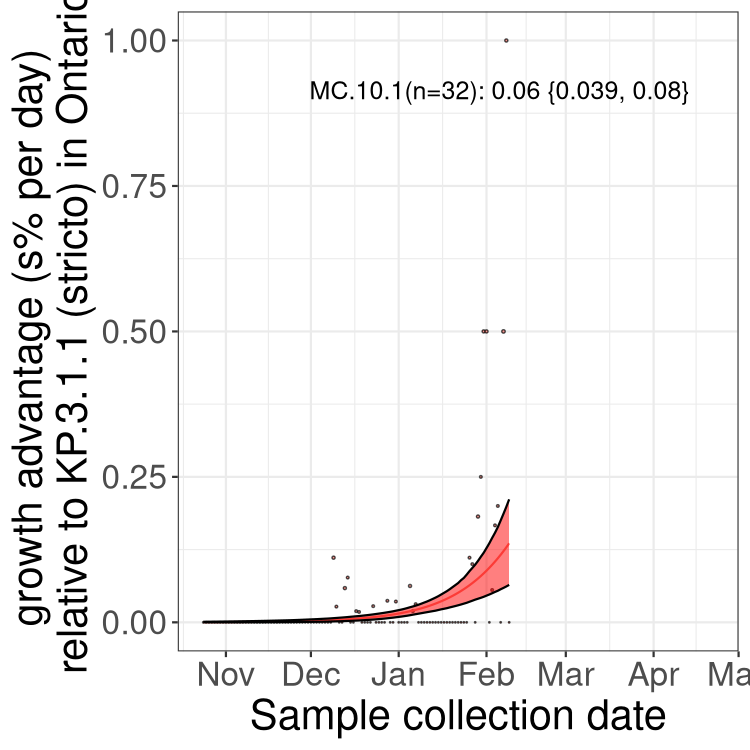 growth advantage (s% per day)
relative to KP.3.1.1 (stricto) in Ontario
1.00
0.75
0.50
0.25
0.00
MC.10.1(n=32): 0.06 {0.039, 0.08}
Nov Dec Jan Feb Mar Apr Ma
Sample collection date